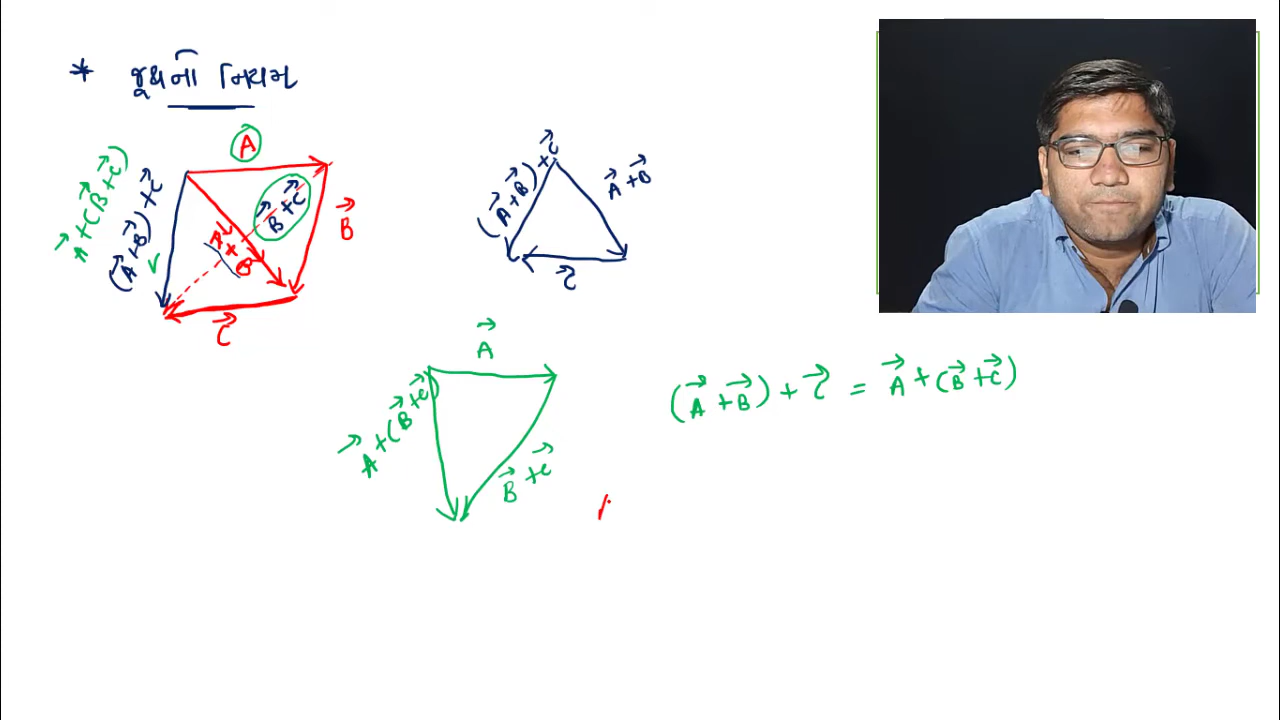 * જૂથનો નિયમ
A⃗
B⃗
C⃗
A⃗ + B⃗
B⃗ + C⃗
(A⃗ + B⃗) + C⃗ ✓
A⃗ + (B⃗ + C⃗)
(A⃗ + B⃗) + C⃗
A⃗ + B⃗
C⃗
A⃗
A⃗ + (B⃗ + C⃗)
B⃗ + C⃗
(A⃗ + B⃗) + C⃗ = A⃗ + (B⃗ + C⃗)